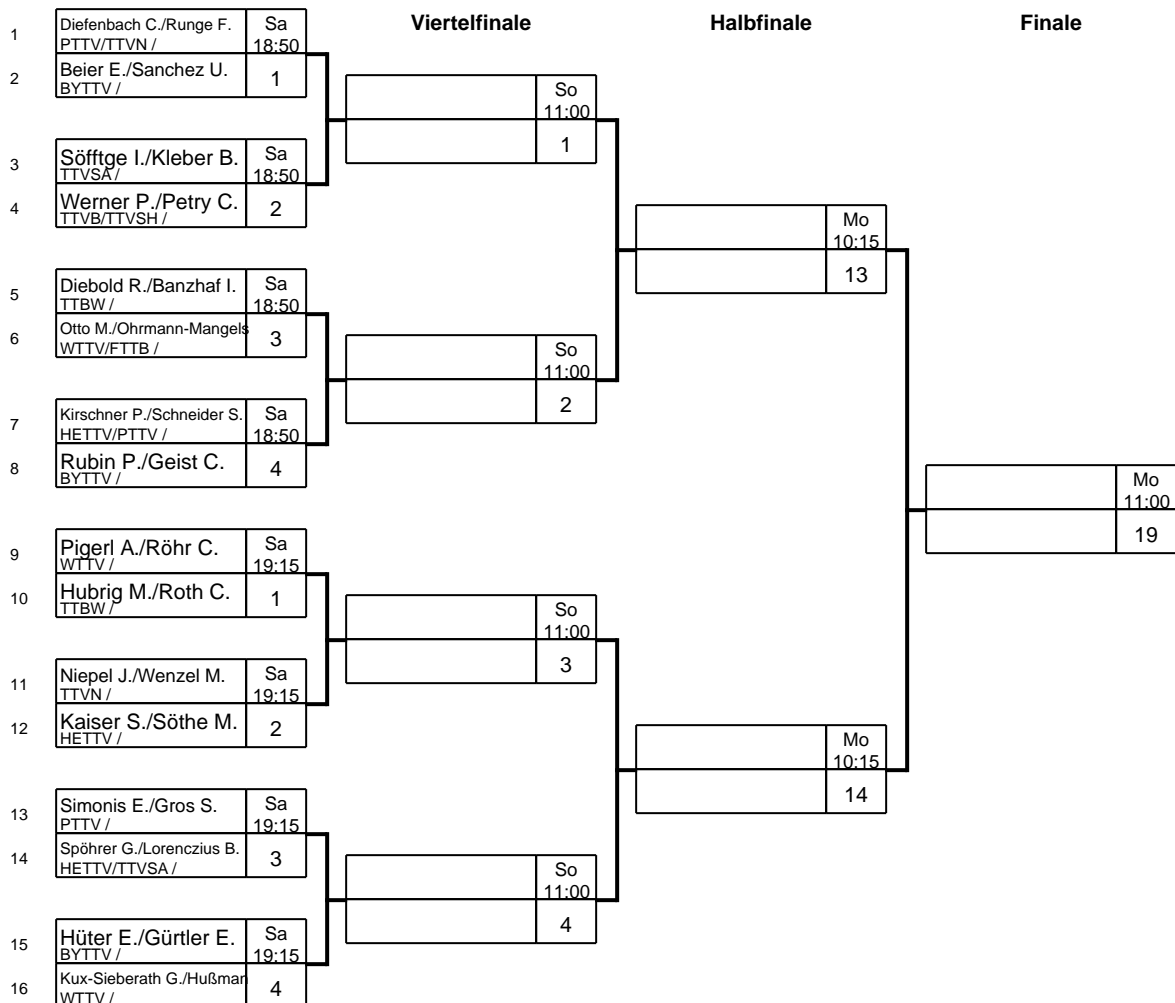 Viertelfinale Halbfinale Finale
1 Diefenbach C./Runge F. Sa
PTTV/TTVN / 18:50
2 Beier E./Sanchez U. 1
BYTTV /
So
11:00
1
3 Söfftge I./Kleber B. Sa
TTVSA / 18:50
4 Werner P./Petry C. 2
TTVB/TTVSH /
Mo
10:15
13
5 Diebold R./Banzhaf I. Sa
TTBW / 18:50
6 Otto M./Ohrmann-Mangels 3
WTTV/FTTB /
So
11:00
2
7 Kirschner P./Schneider S. Sa
HETTV/PTTV / 18:50
8 Rubin P./Geist C. 4
BYTTV /
Mo
11:00
19
9 Pigerl A./Röhr C. Sa
WTTV / 19:15
10 Hubrig M./Roth C. 1
TTBW /
So
11:00
3
11 Niepel J./Wenzel M. Sa
TTVN / 19:15
12 Kaiser S./Söthe M. 2
HETTV /
Mo
10:15
14
13 Simonis E./Gros S. Sa
PTTV / 19:15
14 Spöhrer G./Lorenczius B. 3
HETTV/TTVSA /
So
11:00
4
15 Hüter E./Gürtler E. Sa
BYTTV / 19:15
16 Kux-Sieberath G./Hußman 4
WTTV /